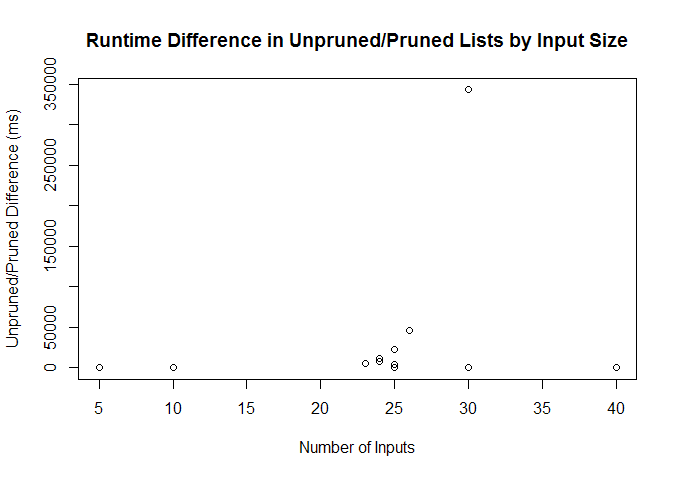 Runtime Difference in Unpruned/Pruned Lists by Input Size
Unpruned/Pruned Difference (ms)
350000
250000
150000
50000
0
5 10 15 20 25 30 35 40
Number of Inputs